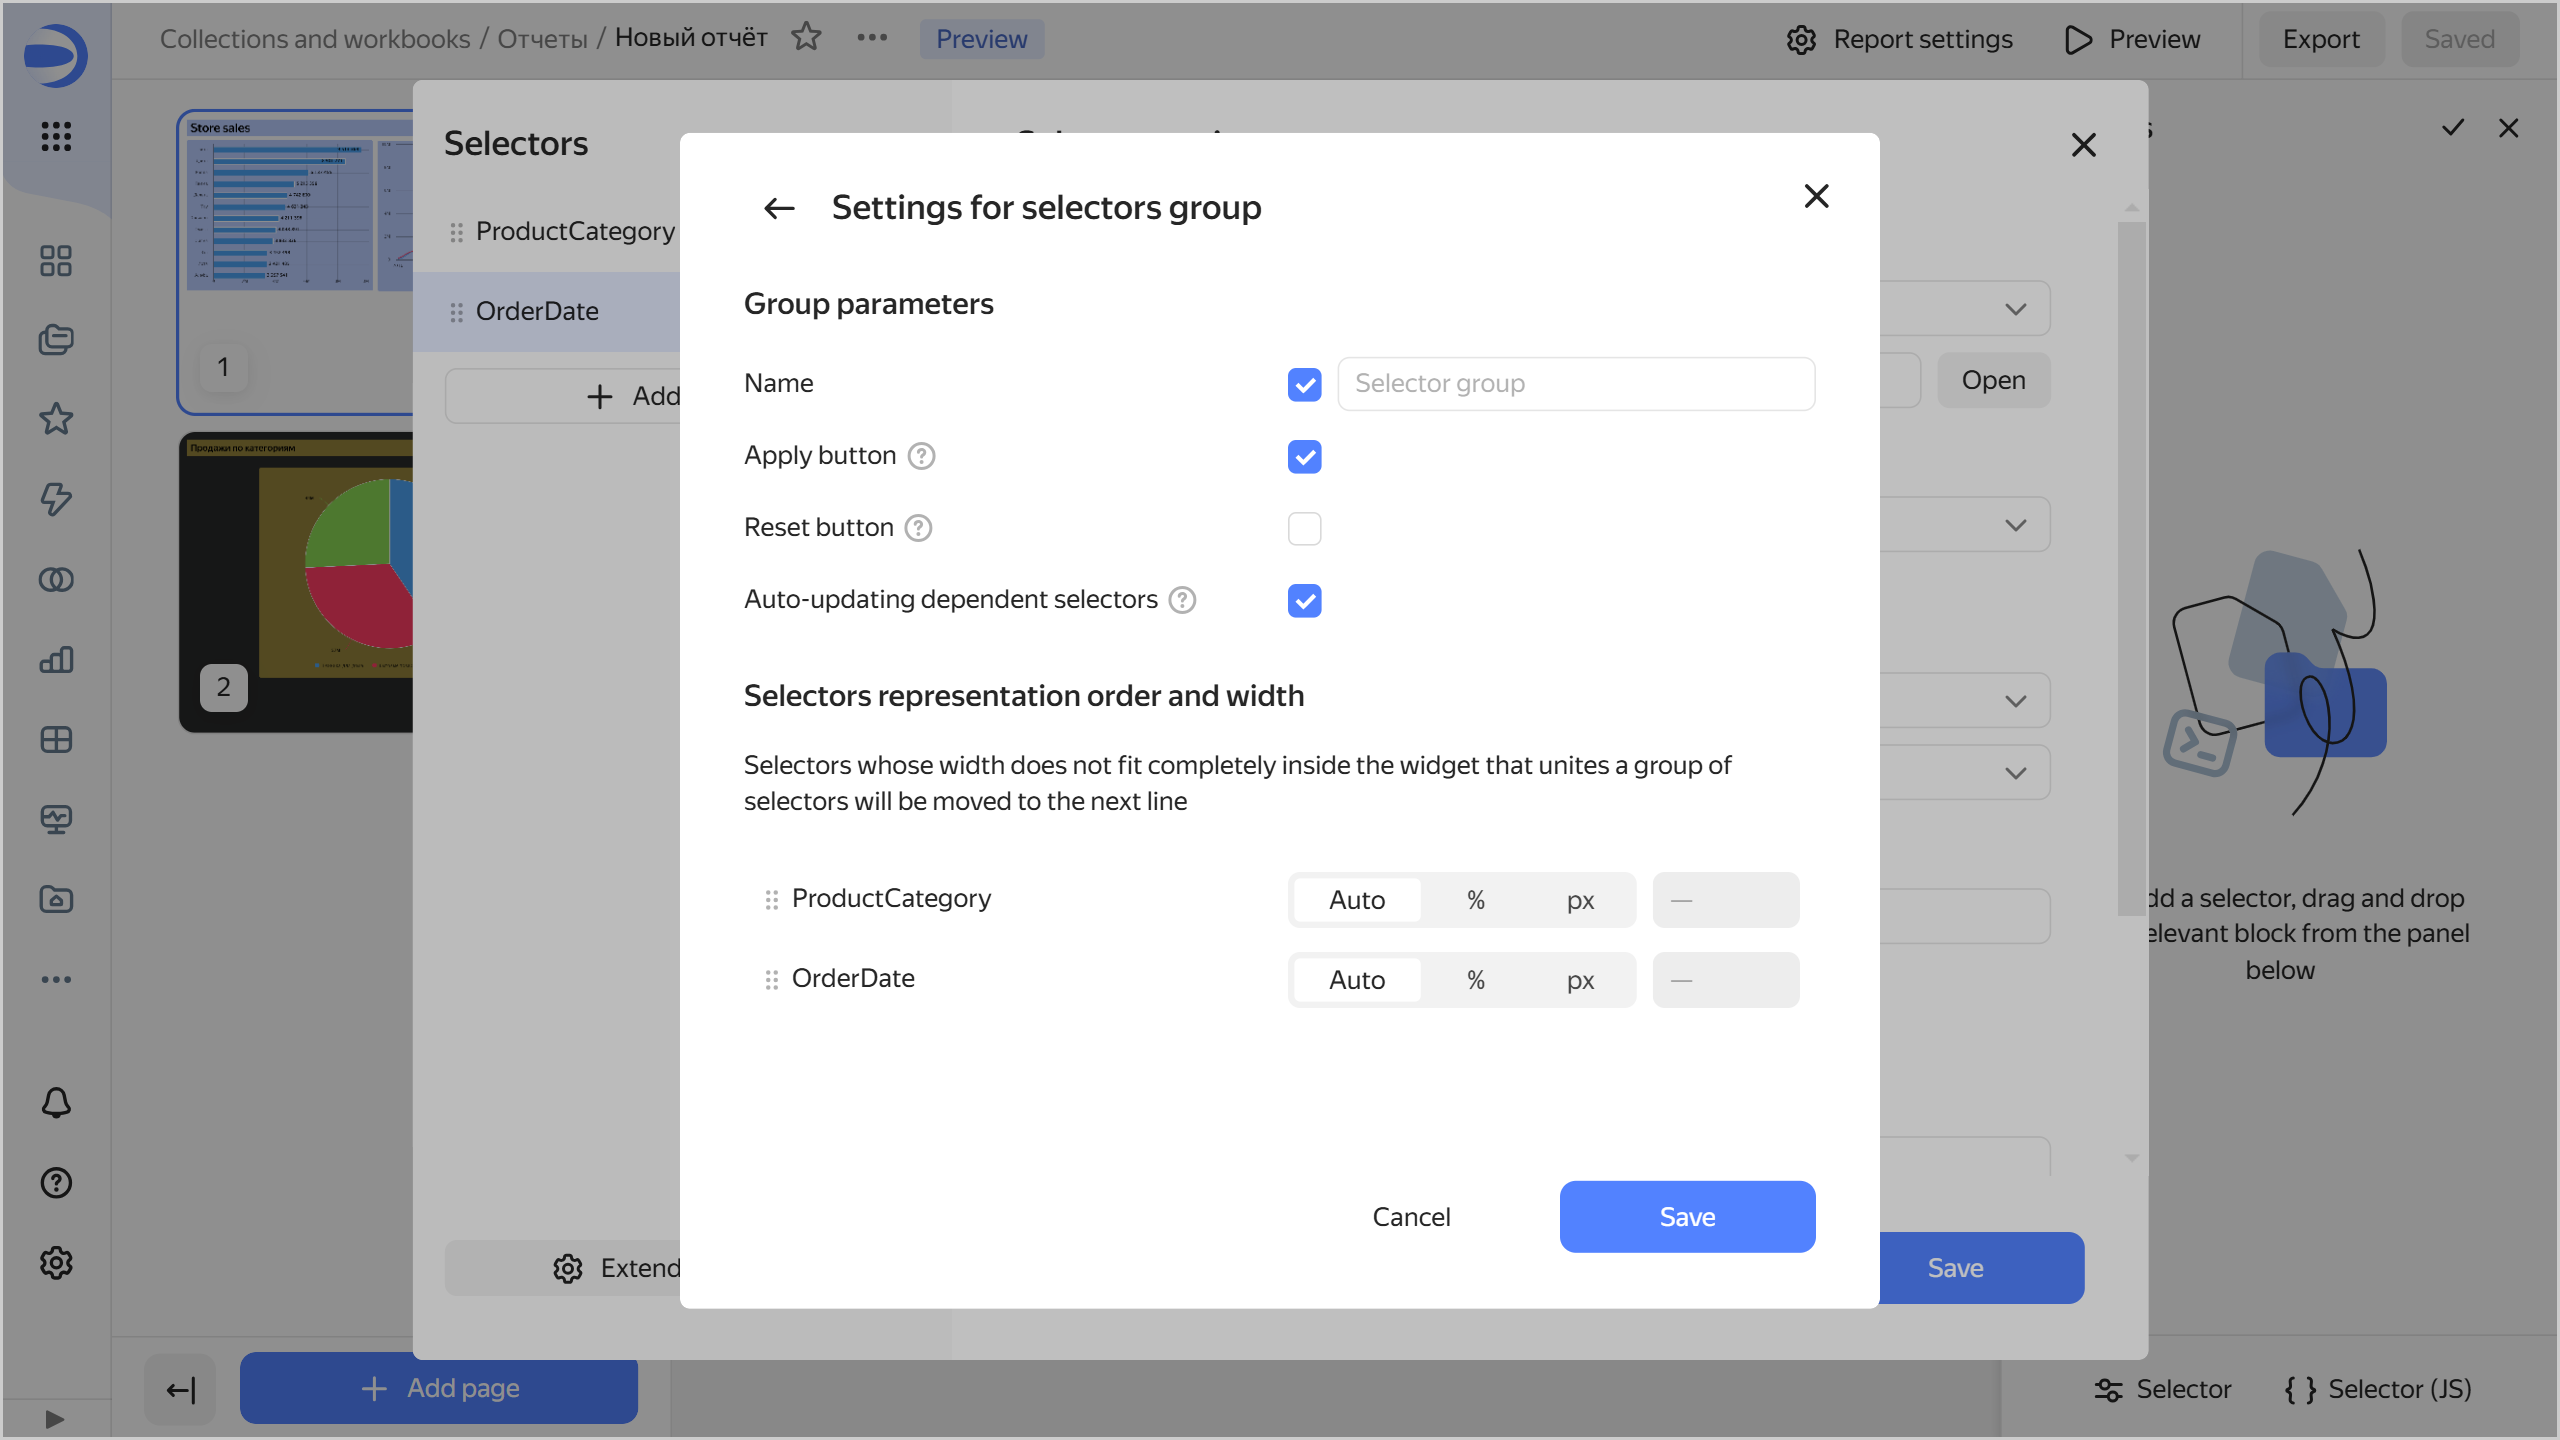 Collections and workbooks / Отчеты / Новый отчёт
Preview
Report settings
Preview
Export
Saved
Store sales
1
Продажи по категориям
2
Selectors
ProductCategory
OrderDate
Add
Extend
Open
Save
Settings for selectors group
Group parameters
Name
Selector group
Apply button
Reset button
Auto-updating dependent selectors
Selectors representation order and width
Selectors whose width does not fit completely inside the widget that unites a group of
selectors will be moved to the next line
ProductCategory Auto % px —
OrderDate Auto % px —
Cancel
Save
dd a selector, drag and drop
elevant block from the panel
below
Add page
Selector
Selector (JS)